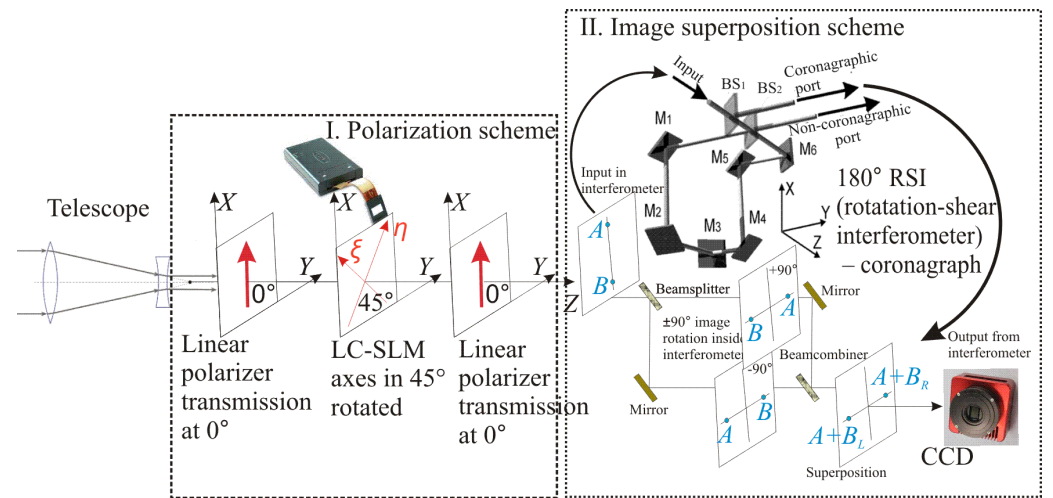 II. Image superposition scheme
Input
BS1
BS2
Coronagraphic
port
Non-coronagraphic
port
M1
M5
M6
M2
M3
M4
X
Y
Z
180° RSI
(rotatation-shear
interferometer)
– coronagraph
I. Polarization scheme
Telescope
X
Y
0°
Linear
polarizer
transmission
at 0°
X
Y
ξ
η
45°
LC-SLM
axes in 45°
rotated
X
Y
0°
Linear
polarizer
transmission
at 0°
Z
Input in
interferometer
A
B
Beamsplitter
+90°
A
B
Mirror
±90° image
rotation inside
interferometer
Beamcombiner
-90°
A
B
Mirror
A+BR
A+BL
Superposition
Output from
interferometer
CCD